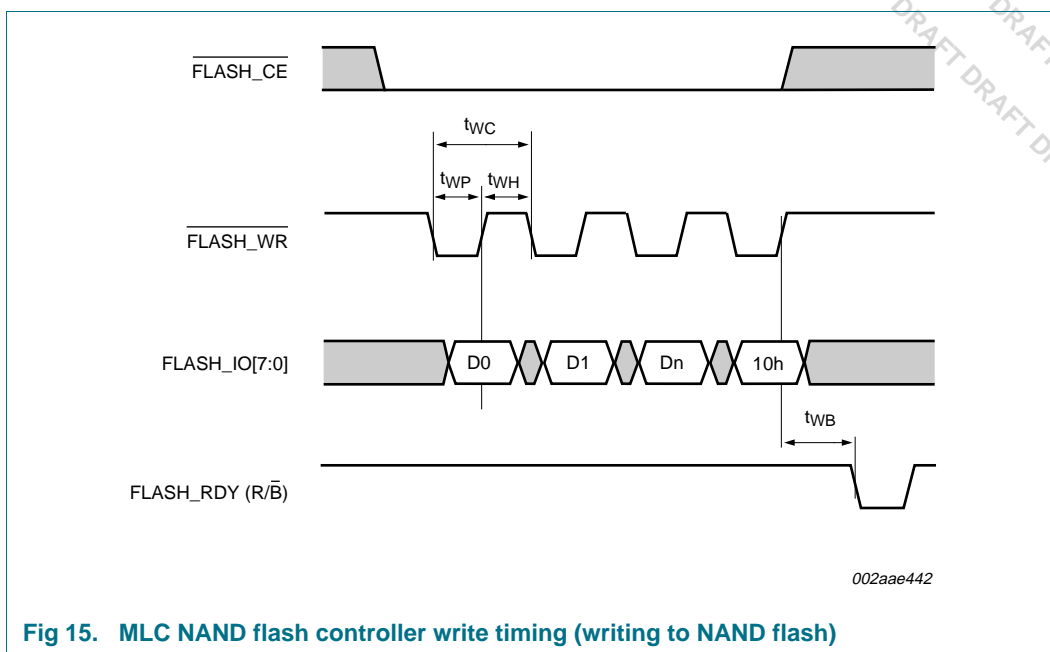 DRAFT DRAFT DRAFT
DRAFT
FLASH_CE
tWC
tWP
tWH
FLASH_WR
FLASH_IO[7:0]
D0
D1
Dn
10h
tWB
FLASH_RDY (R/B̅)
002aae442
Fig 15. MLC NAND flash controller write timing (writing to NAND flash)